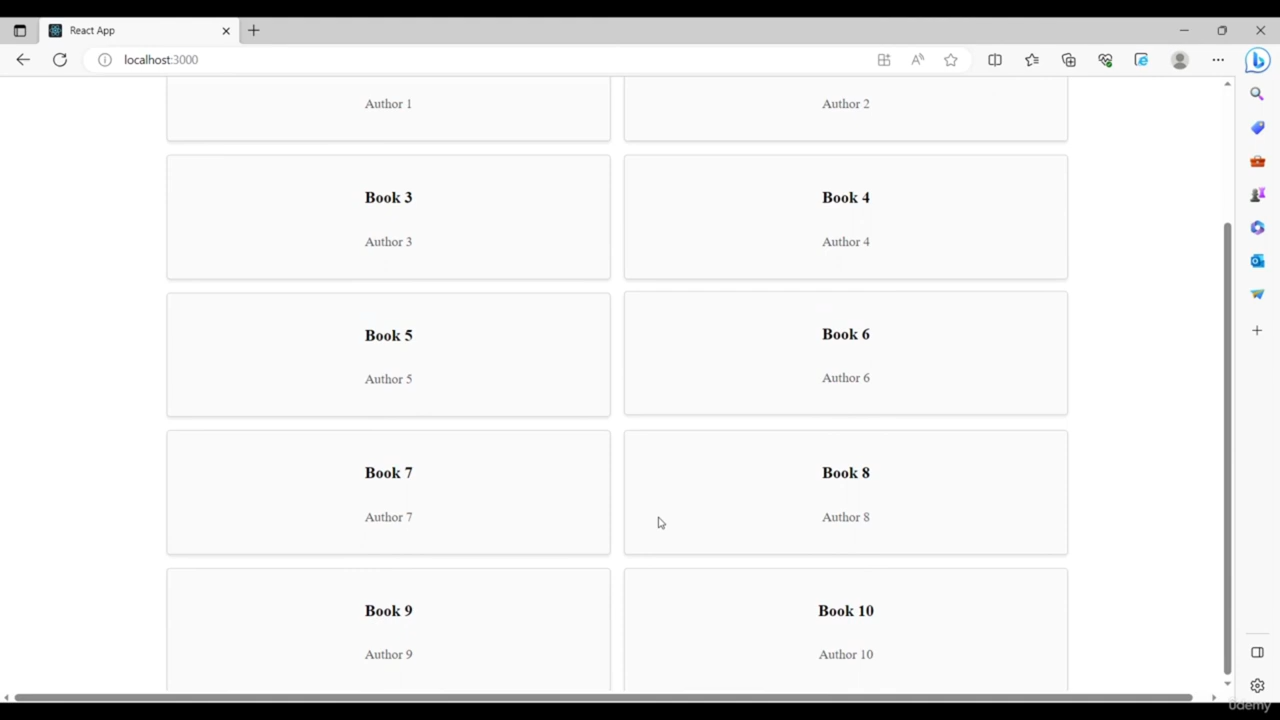 React App
localhost:3000
Author 1
Author 2
Book 3
Book 4
Author 3
Author 4
Book 5
Book 6
Author 5
Author 6
Book 7
Book 8
Author 7
Author 8
Book 9
Book 10
Author 9
Author 10
ûdemy